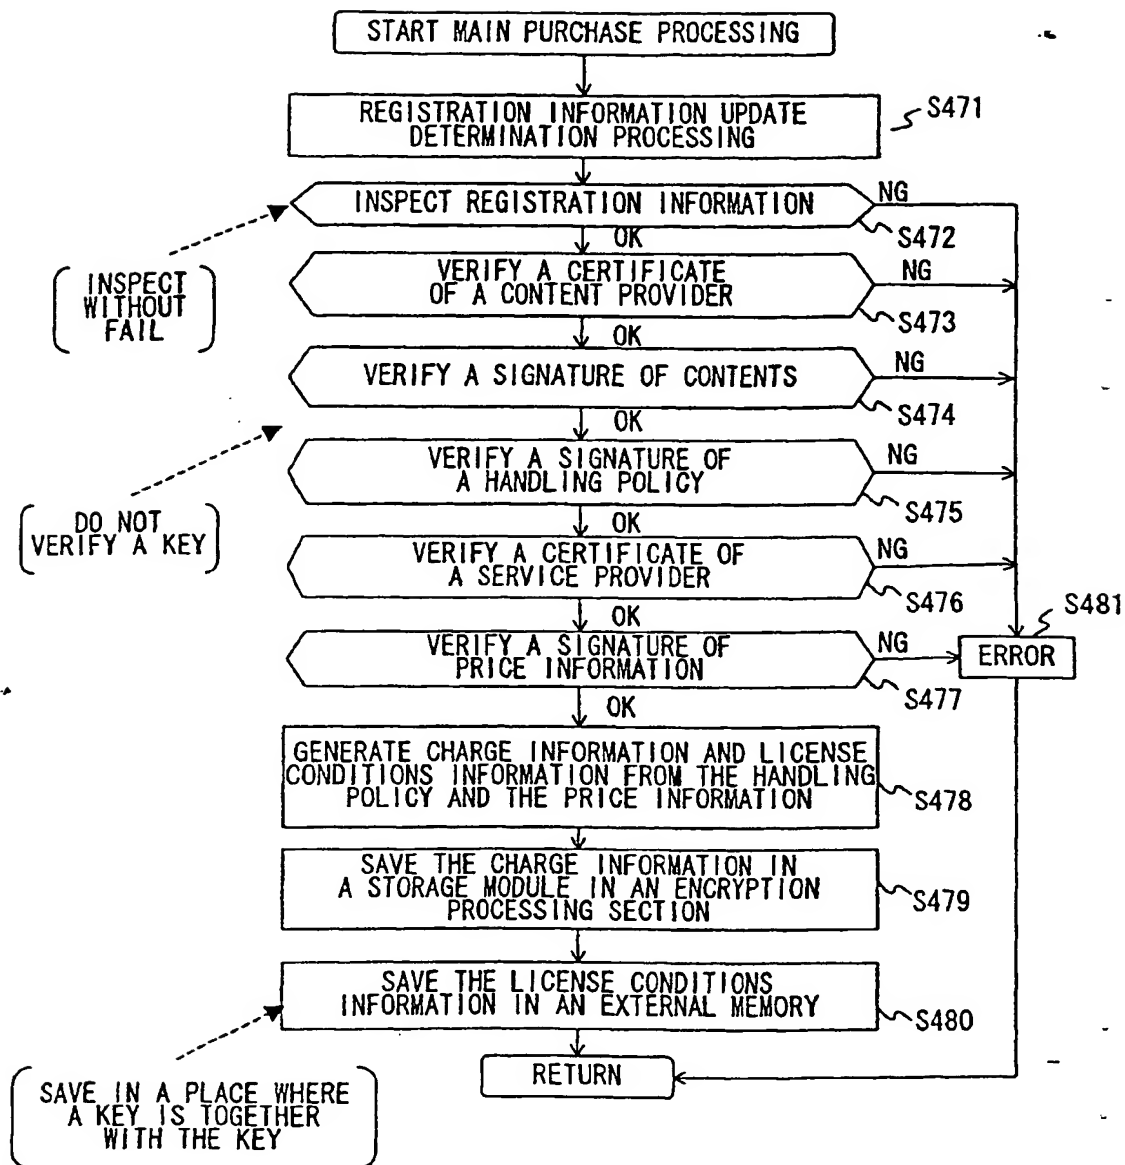 START MAIN PURCHASE PROCESSING
REGISTRATION INFORMATION UPDATE
DETERMINATION PROCESSING
S471
INSPECT REGISTRATION INFORMATION
NG
S472
OK
INSPECT
WITHOUT
FAIL
VERIFY A CERTIFICATE
OF A CONTENT PROVIDER
NG
S473
OK
VERIFY A SIGNATURE OF CONTENTS
NG
S474
OK
DO NOT
VERIFY A KEY
VERIFY A SIGNATURE OF
A HANDLING POLICY
NG
S475
OK
VERIFY A CERTIFICATE OF
A SERVICE PROVIDER
NG
S476
OK
VERIFY A SIGNATURE OF
PRICE INFORMATION
NG
S477
OK
ERROR
S481
GENERATE CHARGE INFORMATION AND LICENSE
CONDITIONS INFORMATION FROM THE HANDLING
POLICY AND THE PRICE INFORMATION
S478
SAVE THE CHARGE INFORMATION IN
A STORAGE MODULE IN AN ENCRYPTION
PROCESSING SECTION
S479
SAVE THE LICENSE CONDITIONS
INFORMATION IN AN EXTERNAL MEMORY
S480
SAVE IN A PLACE WHERE
A KEY IS TOGETHER
WITH THE KEY
RETURN